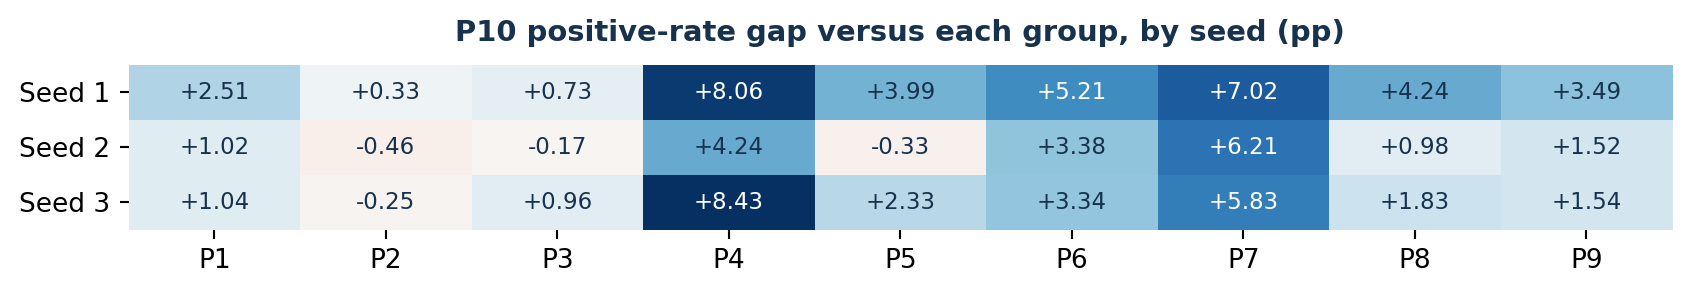 P10 positive-rate gap versus each group, by seed (pp)
Seed 1 +2.51 +0.33 +0.73 +8.06 +3.99 +5.21 +7.02 +4.24 +3.49
Seed 2 +1.02 -0.46 -0.17 +4.24 -0.33 +3.38 +6.21 +0.98 +1.52
Seed 3 +1.04 -0.25 +0.96 +8.43 +2.33 +3.34 +5.83 +1.83 +1.54
P1 P2 P3 P4 P5 P6 P7 P8 P9